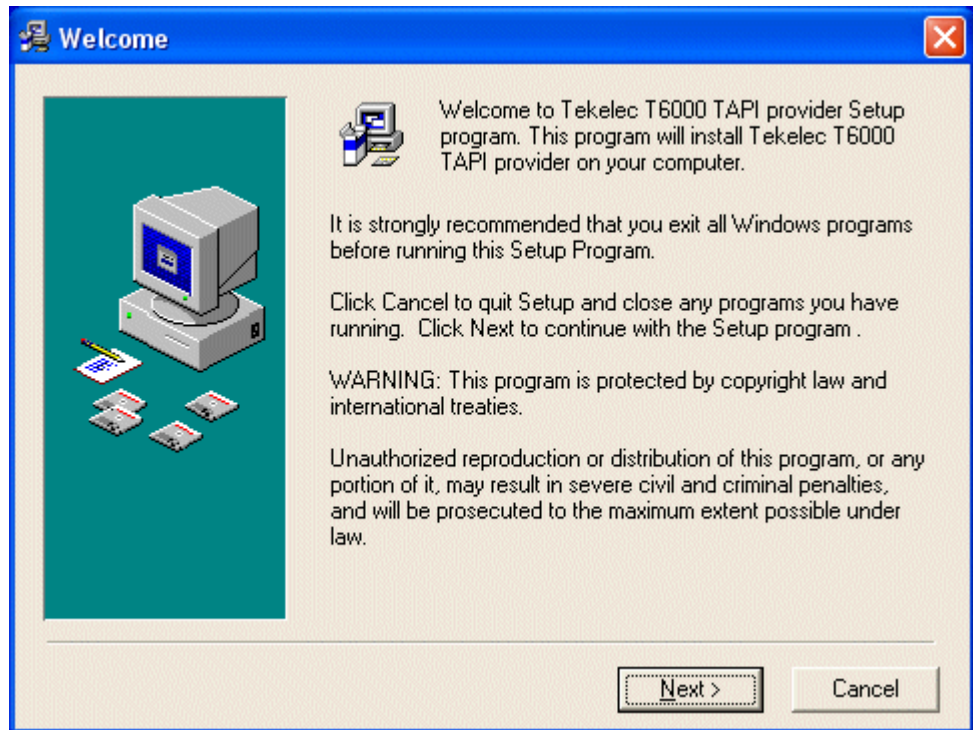 Welcome
Welcome to Tekelec T6000 TAPI provider Setup
program. This program will install Tekelec T6000
TAPI provider on your computer.
It is strongly recommended that you exit all Windows programs
before running this Setup Program.
Click Cancel to quit Setup and close any programs you have
running.  Click Next to continue with the Setup program .
WARNING: This program is protected by copyright law and
international treaties.
Unauthorized reproduction or distribution of this program, or any
portion of it, may result in severe civil and criminal penalties,
and will be prosecuted to the maximum extent possible under
law.
Next >
Cancel